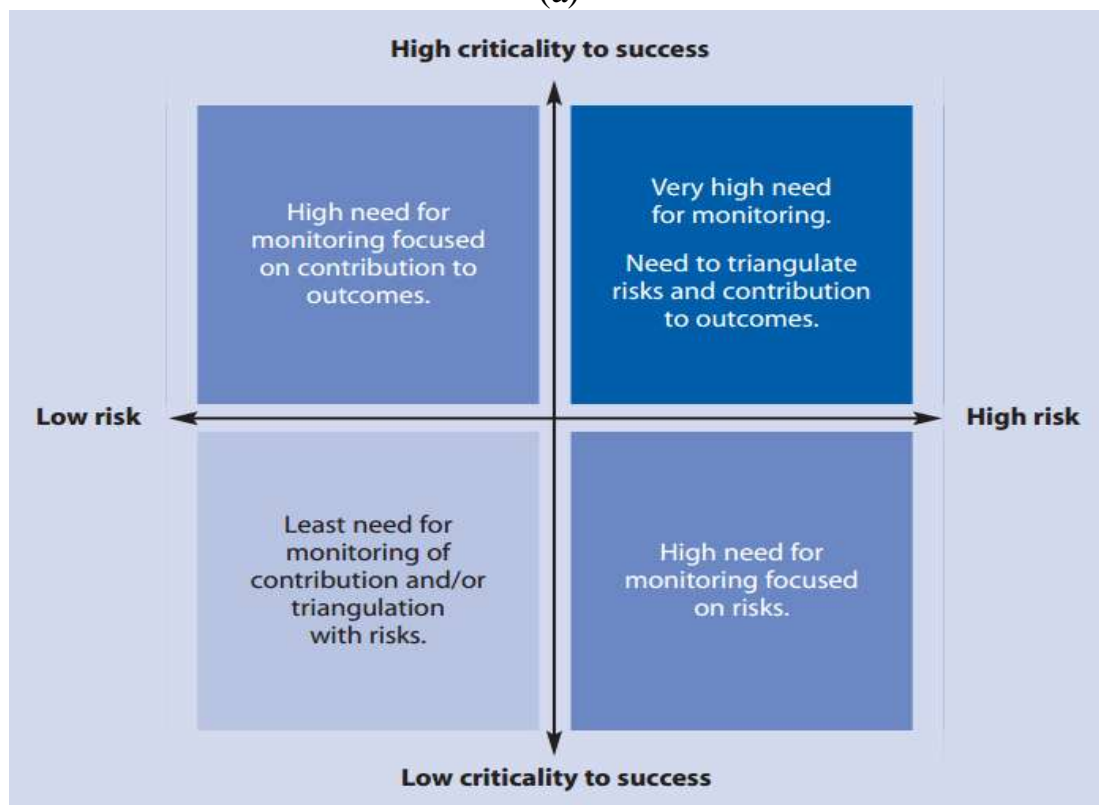 (a)
High criticality to success
High need for
monitoring focused
on contribution to
outcomes.
Very high need
for monitoring.
Need to triangulate
risks and contribution
to outcomes.
Low risk
High risk
Least need for
monitoring of
contribution and/or
triangulation
with risks.
High need for
monitoring focused
on risks.
Low criticality to success